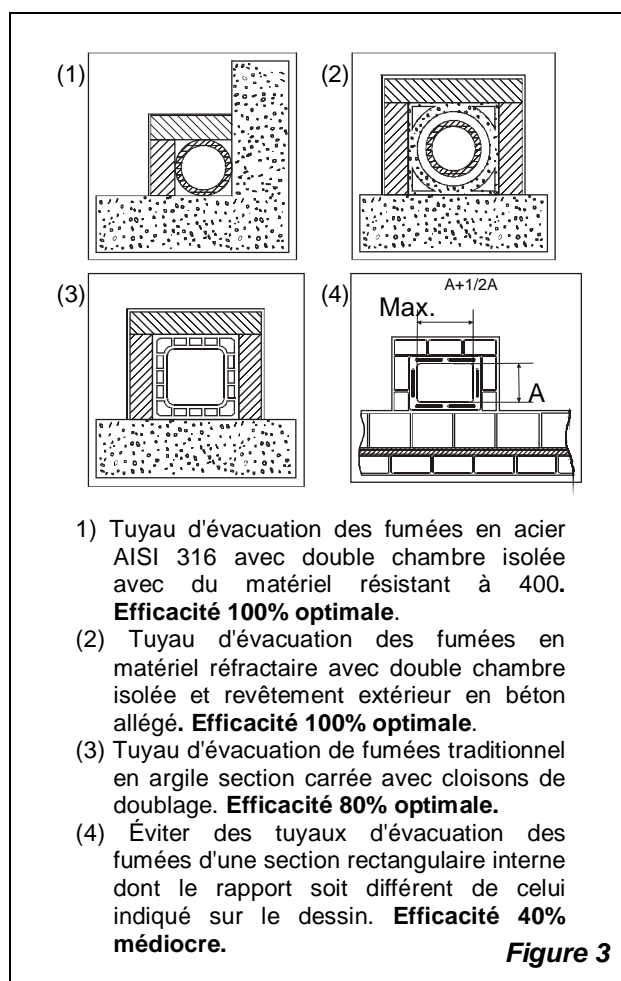 (1)
(2)
(3)
(4)
A+1/2A
Max.
A
1) Tuyau d'évacuation des fumées en acier
AISI 316 avec double chambre isolée
avec du matériel résistant à 400.
Efficacité 100% optimale.
(2) Tuyau d'évacuation des fumées en
matériel réfractaire avec double chambre
isolée et revêtement extérieur en béton
allégé. Efficacité 100% optimale.
(3) Tuyau d'évacuation de fumées traditionnel
en argile section carrée avec cloisons de
doublage. Efficacité 80% optimale.
(4) Éviter des tuyaux d'évacuation des
fumées d'une section rectangulaire interne
dont le rapport soit différent de celui
indiqué sur le dessin. Efficacité 40%
médiocre.
Figure 3